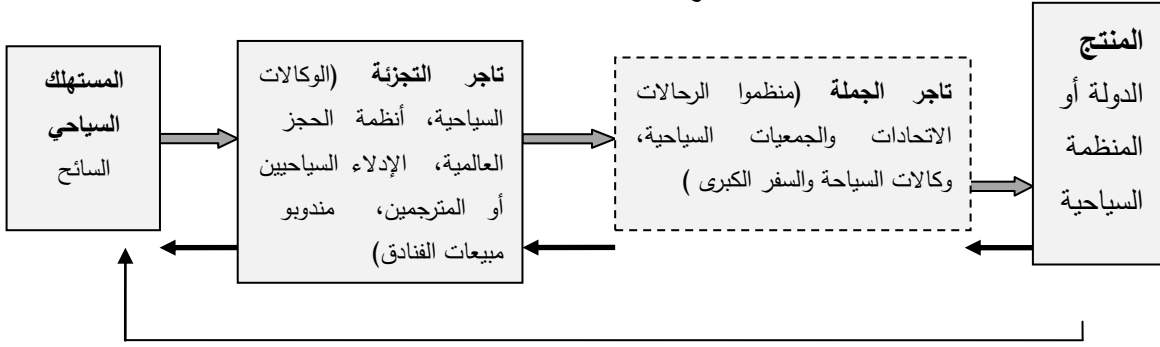 المنتج
الدولة أو
المنظمة
السياحية
تاجر الجملة (منظموا الرحالات
الاتحادات والجمعيات السياحية،
وكالات السياحة والسفر الكبرى )
تاجر التجزئة (الوكالات
السياحية، أنظمة الحجز
العالمية، الإدلاء السياحيين
أو المترجمين، مندوبو
مبيعات الفنادق)
المستهلك
السياحي
السائح